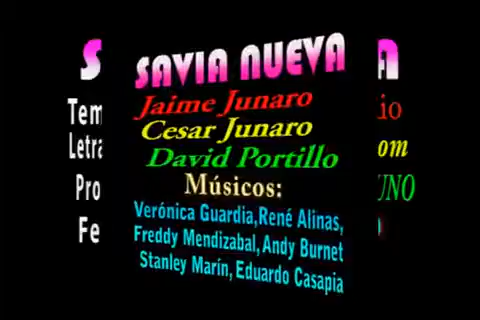 SAVIA NUEVA
Jaime Junaro
Cesar Junaro
David Portillo
Músicos:
Verónica Guardia,René Alinas,
Freddy Mendizabal, Andy Burnet
Stanley Marín, Eduardo Casapia